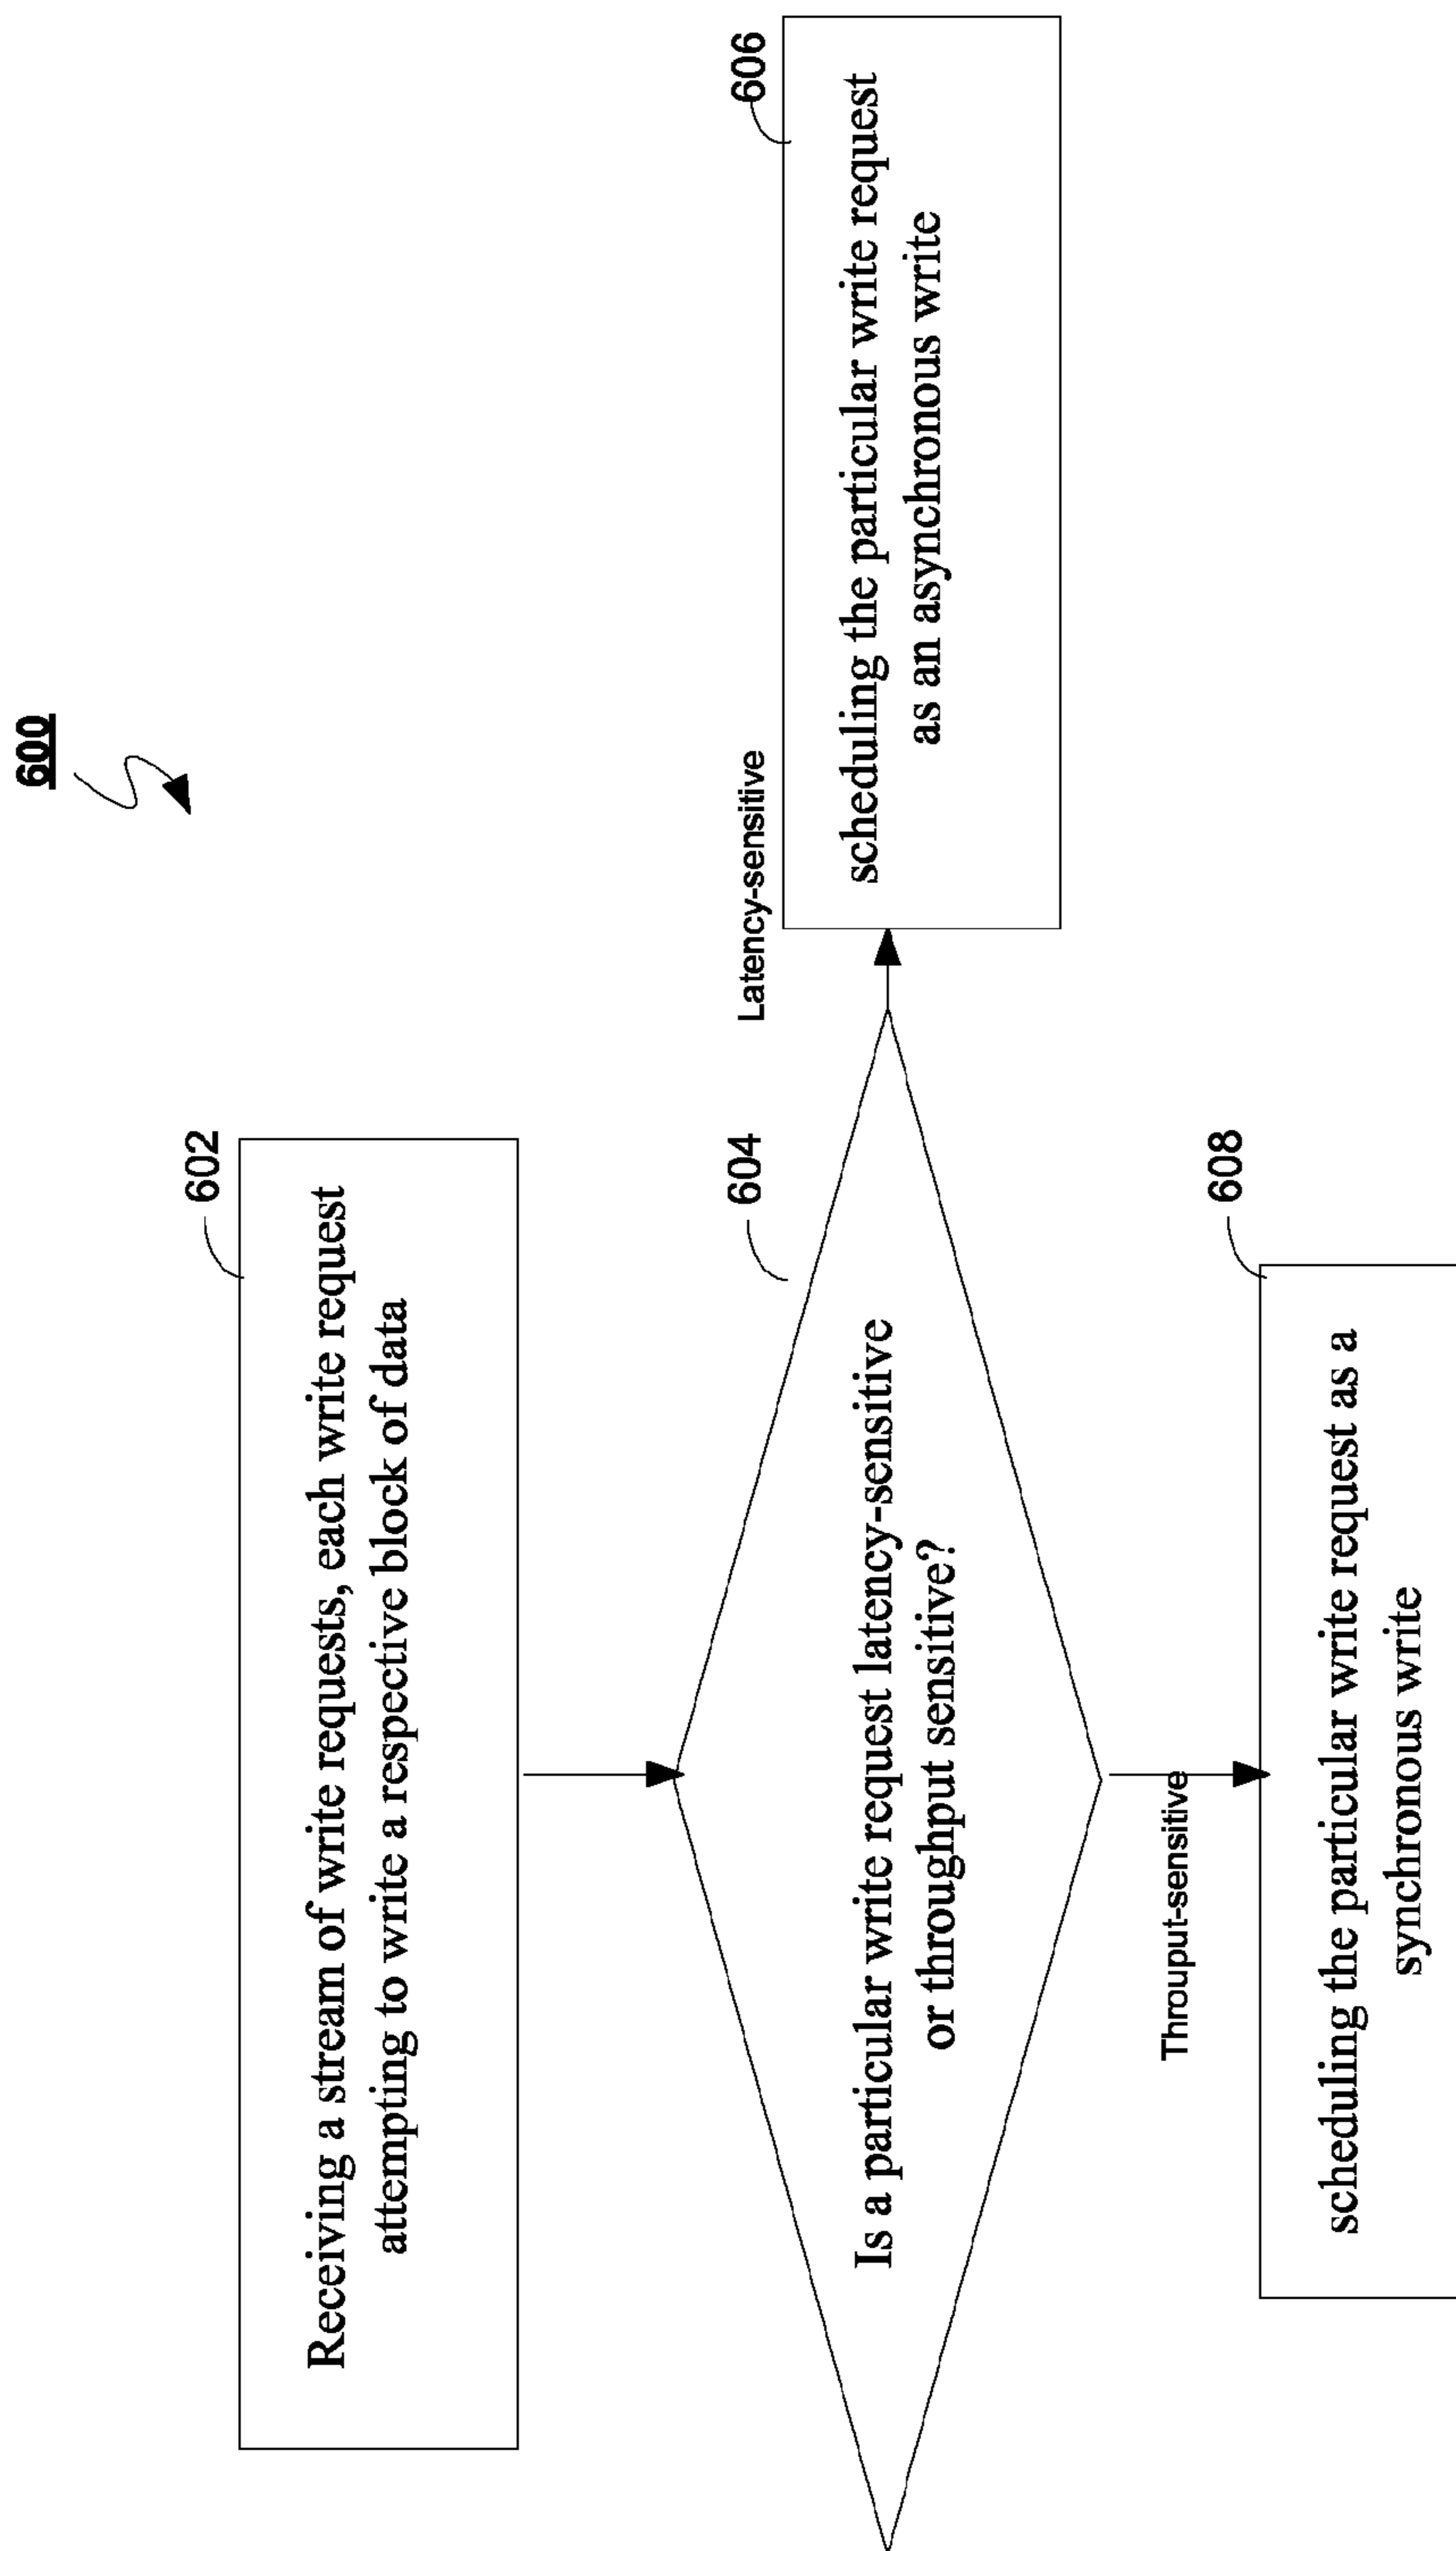 600
602
Receiving a stream of write requests, each write request
attempting to write a respective block of data
604
Is a particular write request latency-sensitive
or throughput sensitive?
Latency-sensitive
606
scheduling the particular write request
as an asynchronous write
Throuput-sensitive
608
scheduling the particular write request as a
synchronous write